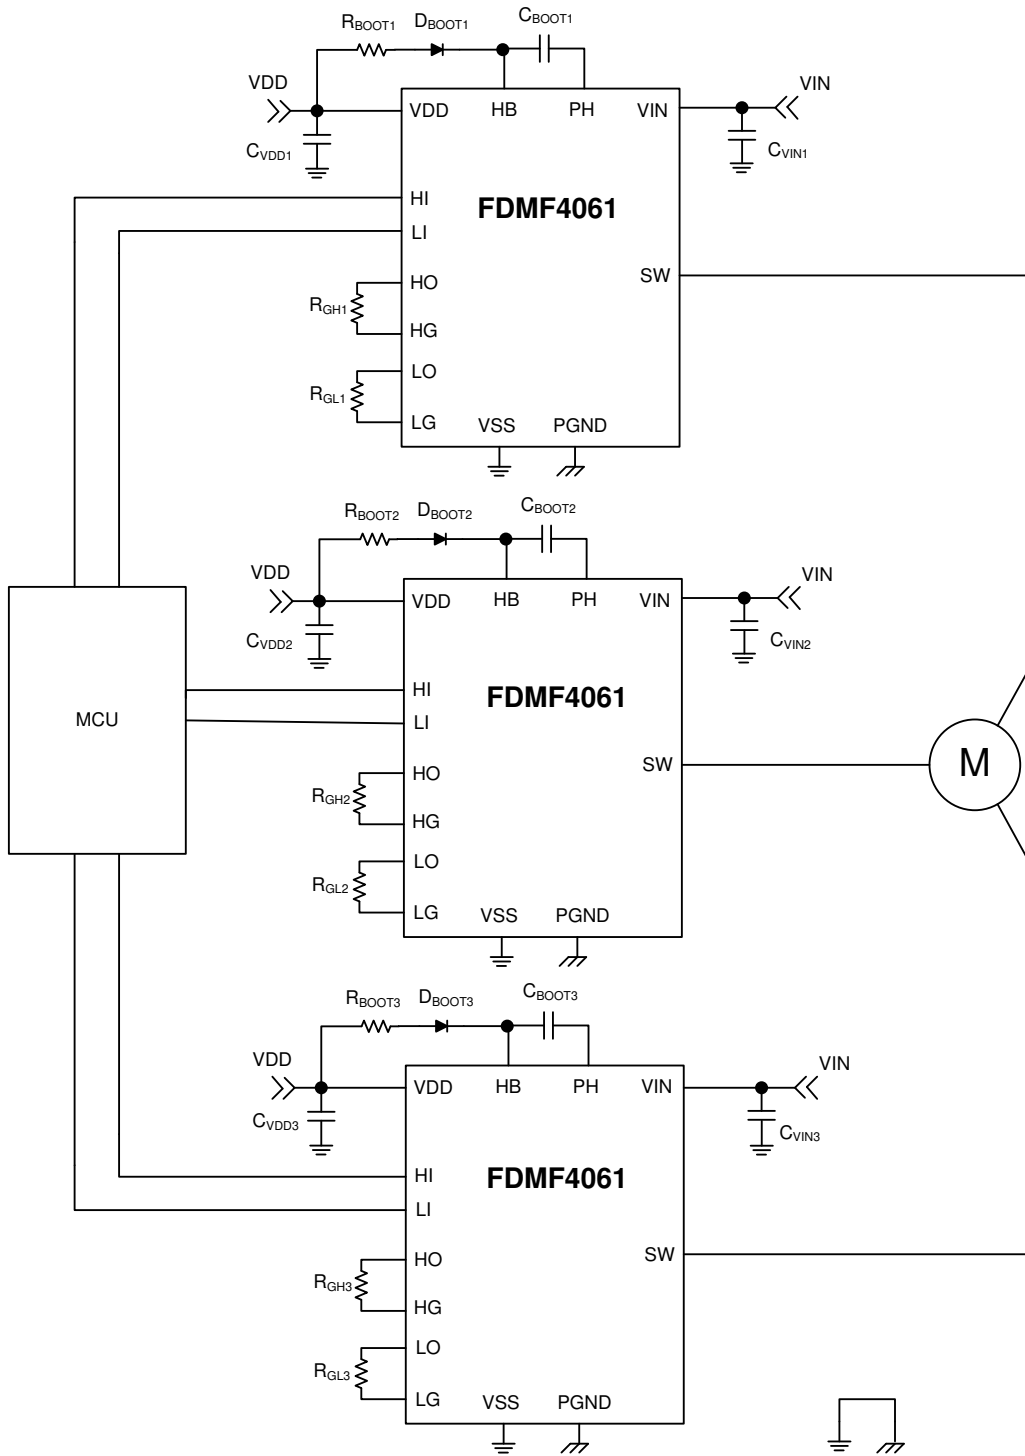 RBOOT1 DBOOT1 CBOOT1
VDD VIN
VDD HB PH VIN
CVDD1 CVIN1
HI
FDMF4061
LI
SW
HO
RGH1
HG
LO
RGL1
LG VSS PGND
RBOOT2 DBOOT2 CBOOT2
VDD VIN
VDD HB PH VIN
CVDD2 CVIN2
HI
FDMF4061
MCU
LI
SW M
HO
RGH2
HG
LO
RGL2
LG VSS PGND
RBOOT3 DBOOT3 CBOOT3
VDD VIN
VDD HB PH VIN
CVDD3 CVIN3
HI
FDMF4061
LI
SW
HO
RGH3
HG
LO
RGL3
LG VSS PGND